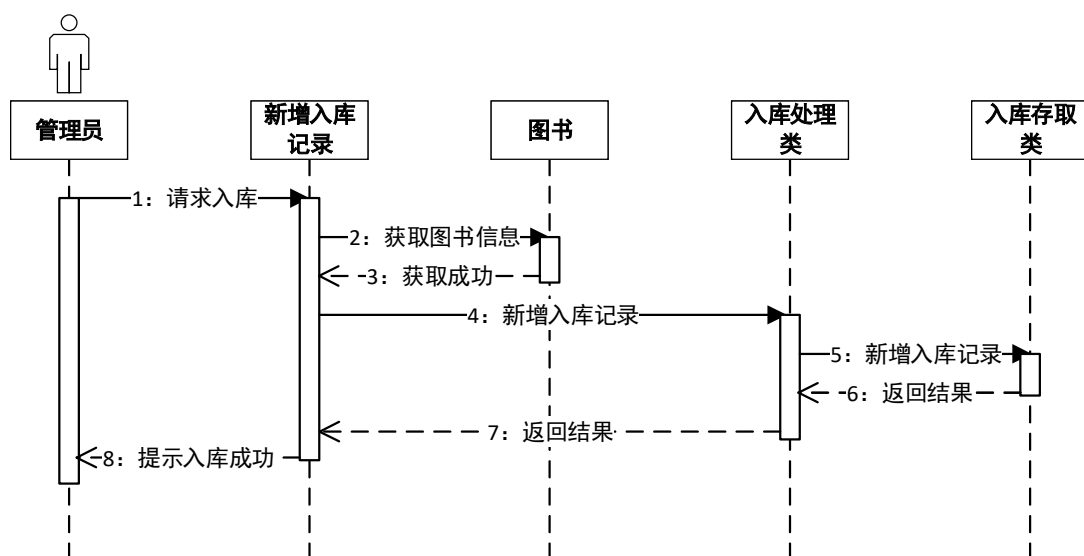 管理员
新增入库
记录
图书
入库处理
类
入库存取
类
1：请求入库
2：获取图书信息
3：获取成功
4：新增入库记录
5：新增入库记录
6：返回结果
7：返回结果
8：提示入库成功